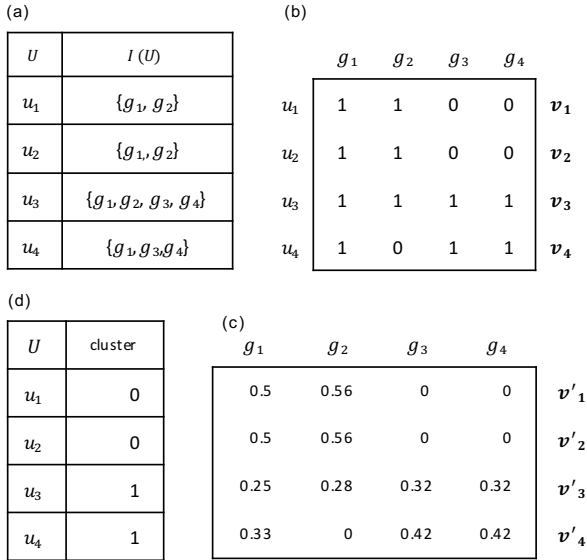 (a)
U I (U)
u₁ {g₁, g₂}
u₂ {g₁, g₂}
u₃ {g₁, g₂, g₃, g₄}
u₄ {g₁,g₃,g₄}
(b)
g₁ g₂ g₃ g₄
u₁ 1 1 0 0 v₁
u₂ 1 1 0 0 v₂
u₃ 1 1 1 1 v₃
u₄ 1 0 1 1 v₄
(d)
U cluster
u₁ 0
u₂ 0
u₃ 1
u₄ 1
(c)
g₁ g₂ g₃ g₄
0.5 0.56 0 0 v'₁
0.5 0.56 0 0 v'₂
0.25 0.28 0.32 0.32 v'₃
0.33 0 0.42 0.42 v'₄